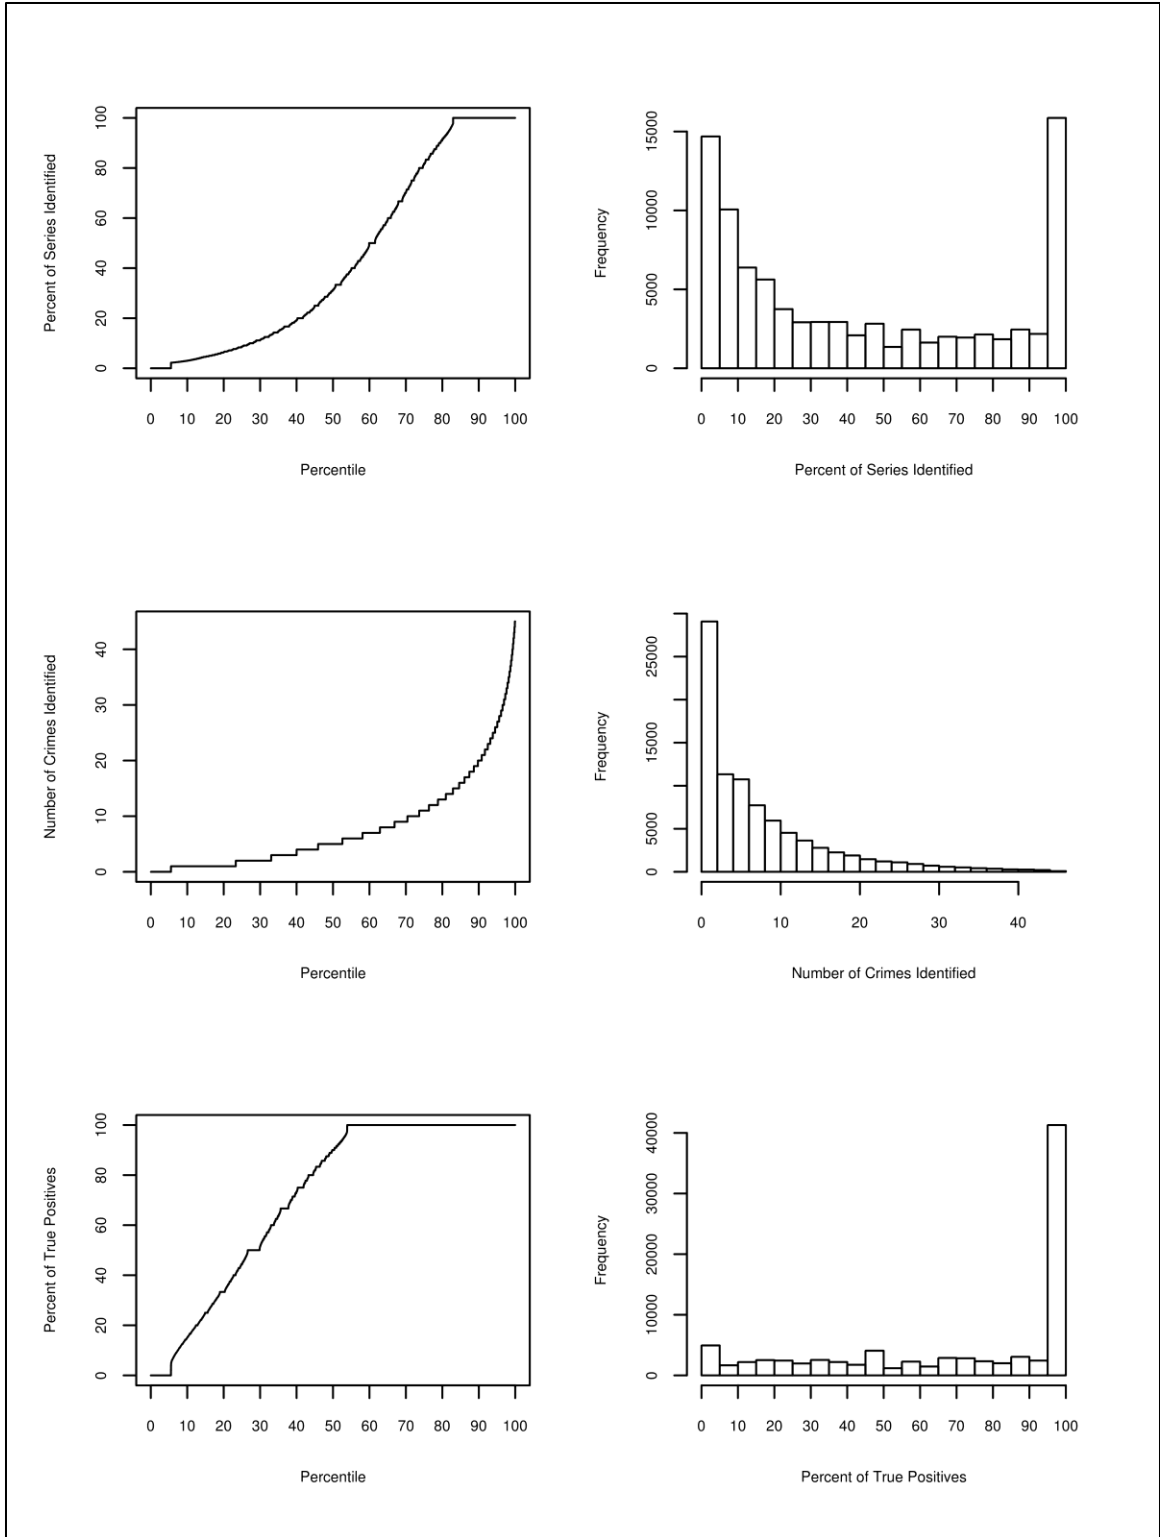 Percent of Series Identified
100
80
60
40
20
0
0 10 20 30 40 50 60 70 80 90 100
Percentile
Frequency
15000
10000
5000
0
0 10 20 30 40 50 60 70 80 90 100
Percent of Series Identified
Number of Crimes Identified
40
30
20
10
0
0 10 20 30 40 50 60 70 80 90 100
Percentile
Frequency
25000
15000
5000
0
0 10 20 30 40
Number of Crimes Identified
Percent of True Positives
100
80
60
40
20
0
0 10 20 30 40 50 60 70 80 90 100
Percentile
Frequency
40000
30000
20000
10000
0
0 10 20 30 40 50 60 70 80 90 100
Percent of True Positives